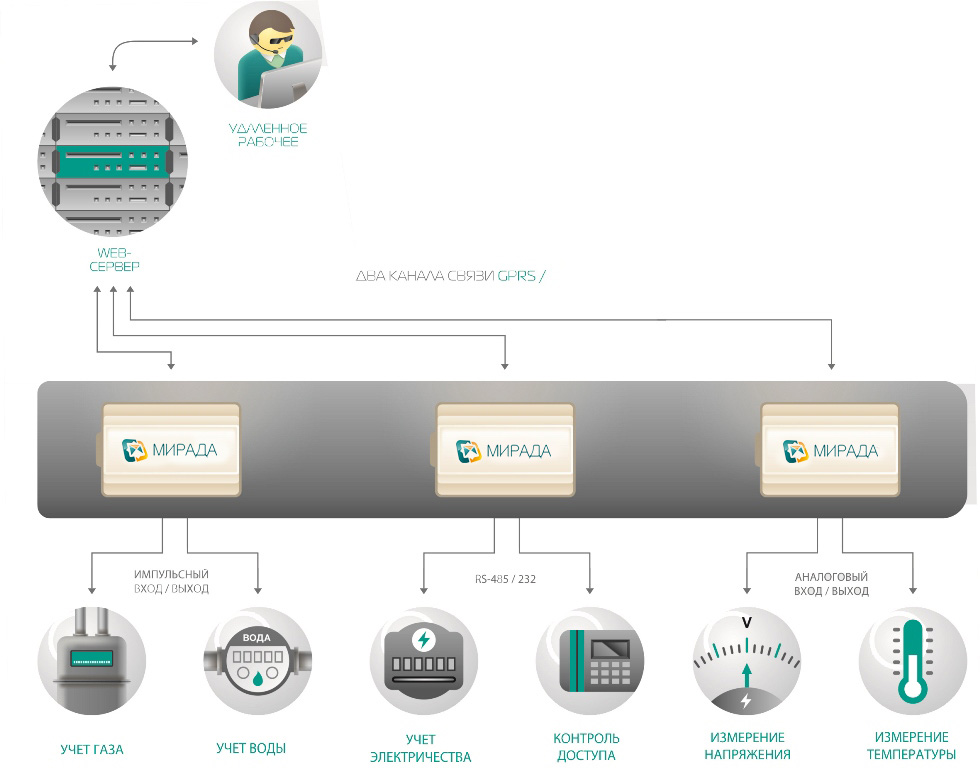 УДАЛЕННОЕ
РАБОЧЕЕ
WEB-
СЕРВЕР
ДВА КАНАЛА СВЯЗИ GPRS /
МИРАДА
МИРАДА
МИРАДА
ИМПУЛЬСНЫЙ
ВХОД / ВЫХОД
RS-485 / 232
АНАЛОГОВЫЙ
ВХОД / ВЫХОД
ВОДА
V
УЧЕТ ГАЗА
УЧЕТ ВОДЫ
УЧЕТ
ЭЛЕКТРИЧЕСТВА
КОНТРОЛЬ
ДОСТУПА
ИЗМЕРЕНИЕ
НАПРЯЖЕНИЯ
ИЗМЕРЕНИЕ
ТЕМПЕРАТУРЫ